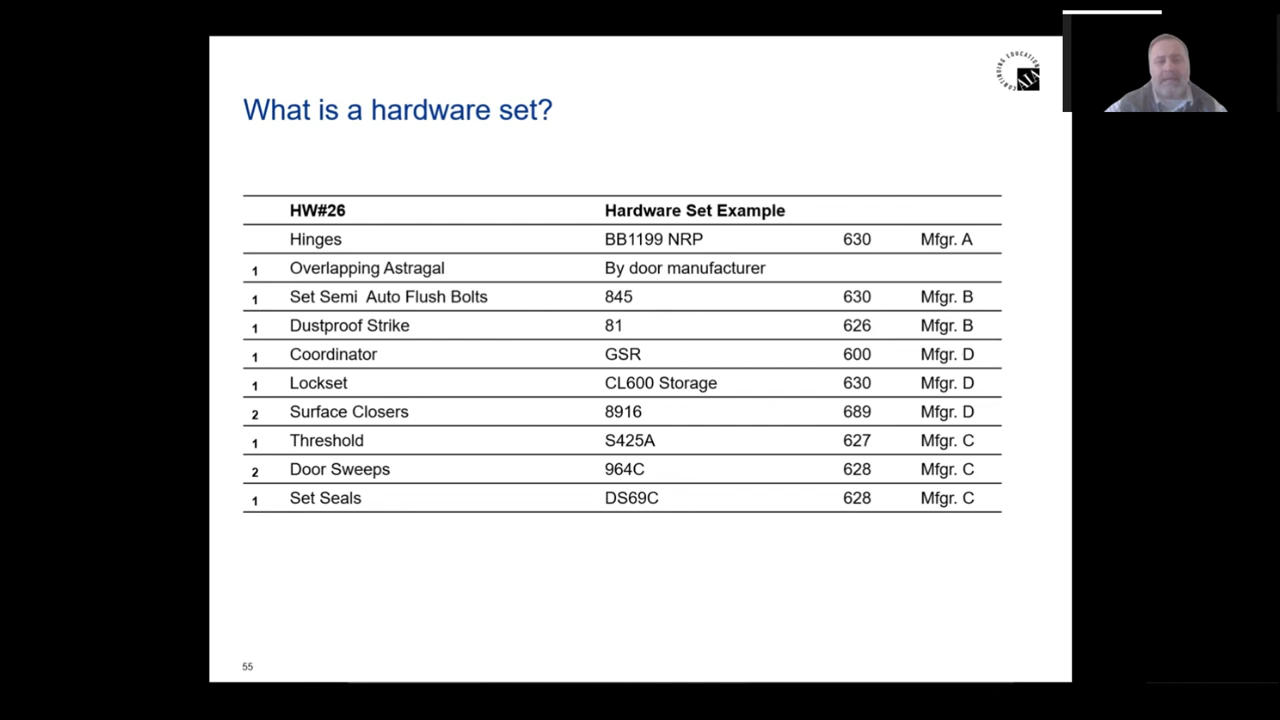 CONTINUING EDUCATION
AIA
What is a hardware set?
HW#26 Hardware Set Example
Hinges BB1199 NRP 630 Mfgr. A
1 Overlapping Astragal By door manufacturer
1 Set Semi Auto Flush Bolts 845 630 Mfgr. B
1 Dustproof Strike 81 626 Mfgr. B
1 Coordinator GSR 600 Mfgr. D
1 Lockset CL600 Storage 630 Mfgr. D
2 Surface Closers 8916 689 Mfgr. D
1 Threshold S425A 627 Mfgr. C
2 Door Sweeps 964C 628 Mfgr. C
1 Set Seals DS69C 628 Mfgr. C
55